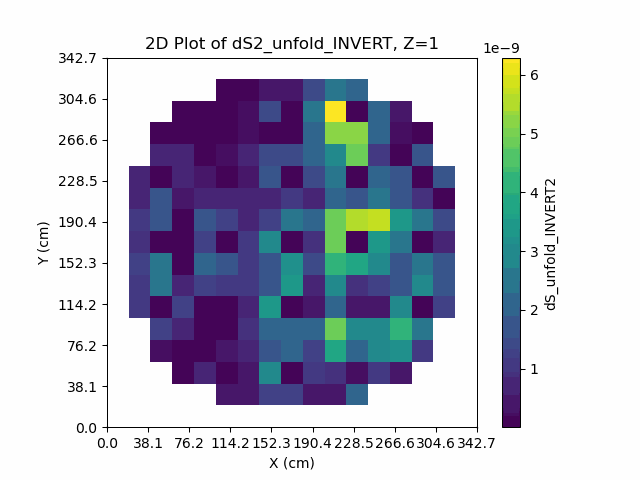 2D Plot of dS2_unfold_INVERT, Z=1
1e−9
342.7
304.6
266.6
228.5
190.4
152.3
114.2
76.2
38.1
0.0
Y (cm)
0.0 38.1 76.2 114.2 152.3 190.4 228.5 266.6 304.6 342.7
X (cm)
6
5
4
3
2
1
dS_unfold_INVERT2